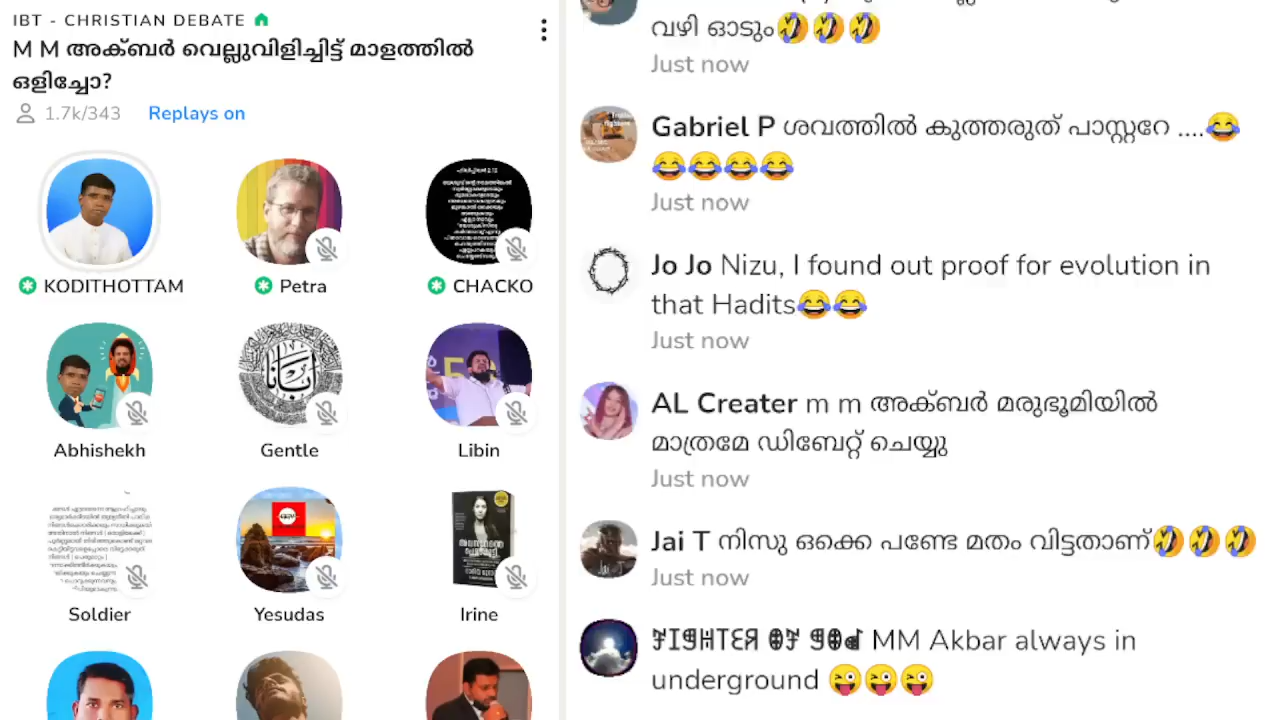 IBT - CHRISTIAN DEBATE
M M അക്ബർ വെല്ലുവിളിച്ചിട്ട് മാളത്തിൽ
ഒളിച്ചോ?
1.7k/343 Replays on
KODITHOTTAM
Petra
CHACKO
Abhishekh
Gentle
Libin
Soldier
Yesudas
Irine
വഴി ഓടും🤣🤣🤣
Just now
Gabriel P ശവത്തിൽ കുത്തരുത് പാസ്റ്ററേ ....😂
😂😂😂😂
Just now
Jo Jo Nizu, I found out proof for evolution in
that Hadits😂😂
Just now
AL Creater m m അക്ബർ മരുഭൂമിയിൽ
മാത്രമേ ഡിബേറ്റ് ചെയ്യു
Just now
Jai T നിസു ഒക്കെ പണ്ടേ മതം വിട്ടതാണ്🤣🤣🤣
Just now
FIGHTER OF GOD MM Akbar always in
underground 😜😜😜